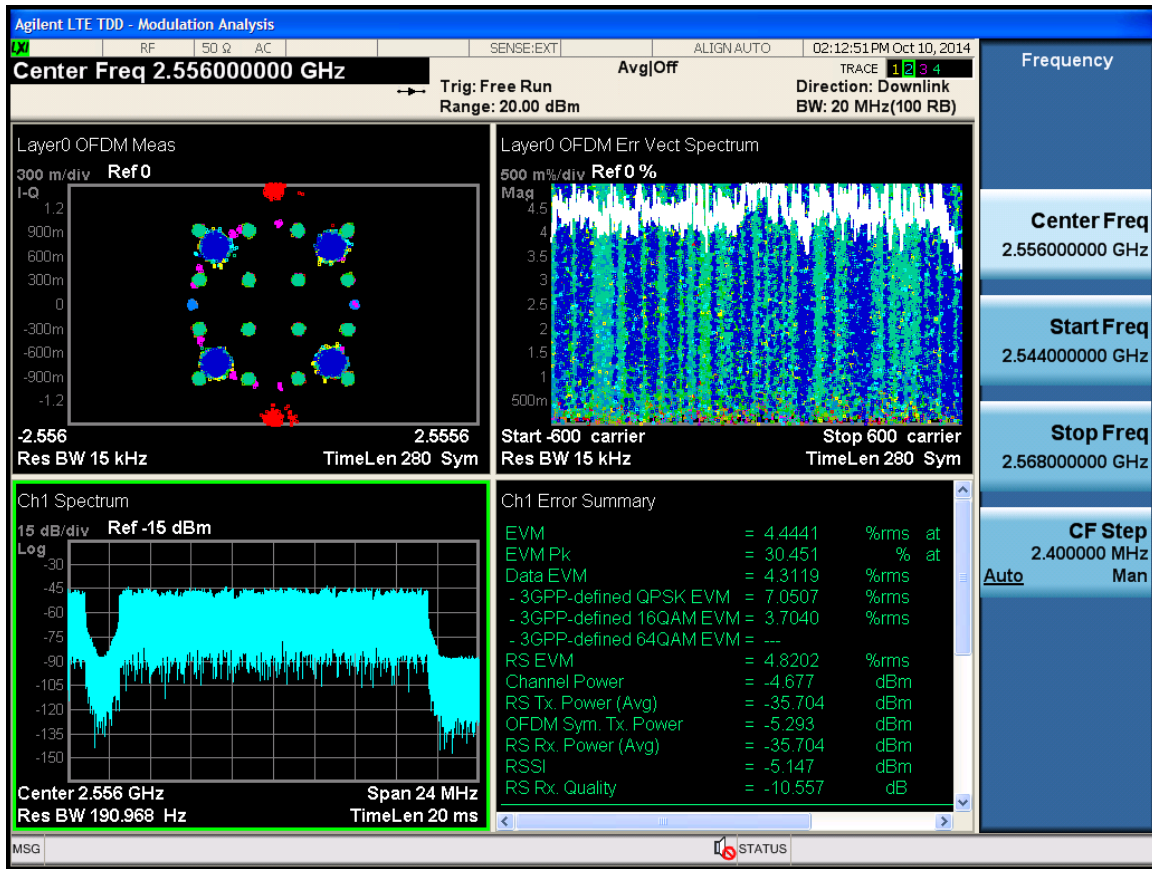 Agilent LTE TDD - Modulation Analysis
LXI RF 50 Ω AC SENSE:EXT ALIGN AUTO 02:12:51 PM Oct 10, 2014
Center Freq 2.556000000 GHz
Avg|Off
TRACE 1 2 3 4
Trig: Free Run
Direction: Downlink
Range: 20.00 dBm
BW: 20 MHz(100 RB)
Layer0 OFDM Meas
300 m/div Ref 0
I-Q
1.2
900m
600m
300m
0
-300m
-600m
-900m
-1.2
-2.556 2.5556
Res BW 15 kHz TimeLen 280 Sym
Layer0 OFDM Err Vect Spectrum
500 m%/div Ref 0 %
Mag
4.5
4
3.5
3
2.5
2
1.5
1
500m
Start -600 carrier Stop 600 carrier
Res BW 15 kHz TimeLen 280 Sym
Ch1 Spectrum
15 dB/div Ref -15 dBm
Log
-30
-45
-60
-75
-90
-105
-120
-135
-150
Center 2.556 GHz Span 24 MHz
Res BW 190.968 Hz TimeLen 20 ms
Ch1 Error Summary
EVM = 4.4441 %rms at
EVM Pk = 30.451 % at
Data EVM = 4.3119 %rms
- 3GPP-defined QPSK EVM = 7.0507 %rms
- 3GPP-defined 16QAM EVM = 3.7040 %rms
- 3GPP-defined 64QAM EVM = ---
RS EVM = 4.8202 %rms
Channel Power = -4.677 dBm
RS Tx. Power (Avg) = -35.704 dBm
OFDM Sym. Tx. Power = -5.293 dBm
RS Rx. Power (Avg) = -35.704 dBm
RSSI = -5.147 dBm
RS Rx. Quality = -10.557 dB
Frequency
Center Freq
2.556000000 GHz
Start Freq
2.544000000 GHz
Stop Freq
2.568000000 GHz
CF Step
2.400000 MHz
Auto Man
MSG STATUS